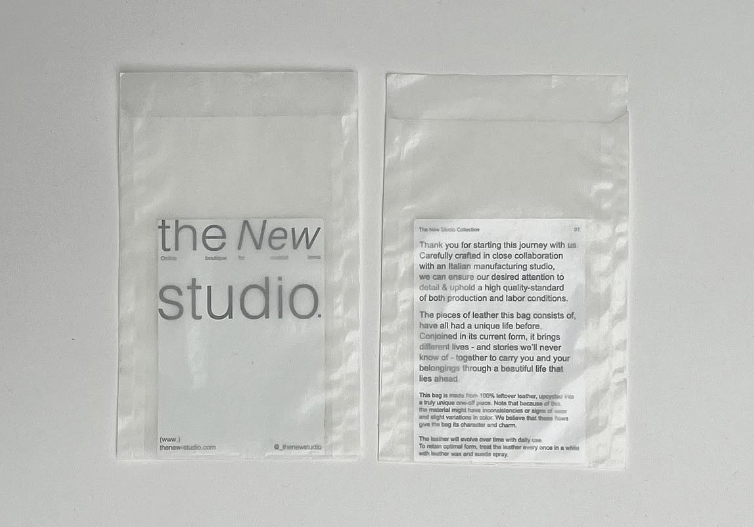 the New
Online boutique for curated items
studio.
(www.)
thenew-studio.com @_thenewstudio
The New Studio Collective 01
Thank you for starting this journey with us.
Carefully crafted in close collaboration
with an Italian manufacturing studio,
we can ensure our desired attention to
detail & uphold a high quality-standard
of both production and labor conditions.
The pieces of leather this bag consists of,
have all had a unique life before.
Conjoined in its current form, it brings
different lives - and stories we'll never
know of - together to carry you and your
belongings through a beautiful life that
lies ahead.
This bag is made from 100% leftover leather, upcycled into
a truly unique one-off piece. Note that because of this,
the material might have inconsistencies or signs of wear
and slight variations in color. We believe that these flaws
give the bag its character and charm.
The leather will evolve over time with daily use.
To retain optimal form, treat the leather every once in a while
with leather wax and suede spray.